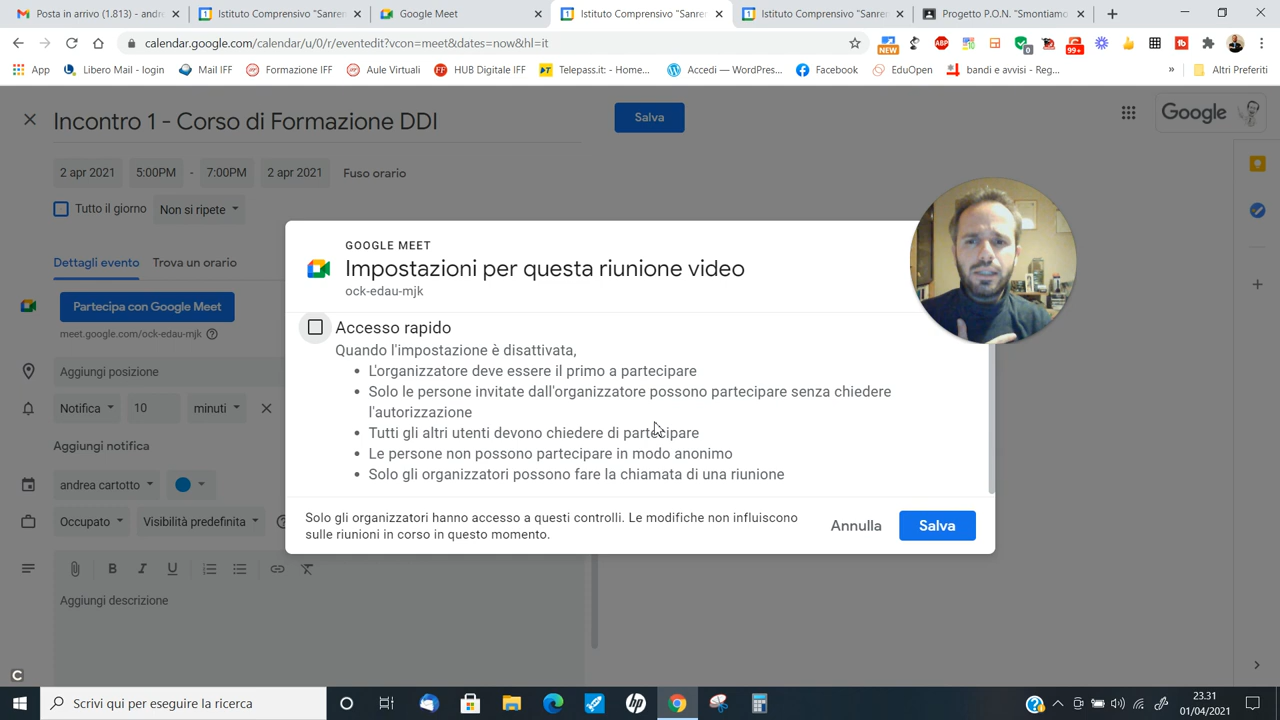 Posta in arrivo (1.813) - andre
Istituto Comprensivo "Sanrem
Google Meet
Istituto Comprensivo "Sanre
Istituto Comprensivo "Sanre
Progetto P.O.N. "Smontiamo
calendar.google.com/calendar/u/0/r/eventedit?vcon=meet&dates=now&hl=it
NEW
ABP
0
99+
App
Libero Mail - login
Mail IFF
Formazione IFF
Aule Virtuali
HUB Digitale IFF
Telepass.it: - Home...
Accedi — WordPres...
Facebook
EduOpen
bandi e avvisi - Reg...
»
Altri Preferiti
Incontro 1 - Corso di Formazione DDI
Salva
Google
2 apr 2021
5:00PM
-
7:00PM
2 apr 2021
Fuso orario
Tutto il giorno
Non si ripete
Dettagli evento
Trova un orario
Partecipa con Google Meet
meet.google.com/ock-edau-mjk
Aggiungi posizione
Notifica
10
minuti
Aggiungi notifica
andrea cartotto
Occupato
Visibilità predefinita
B I U
Aggiungi descrizione
GOOGLE MEET
Impostazioni per questa riunione video
ock-edau-mjk
Accesso rapido
Quando l'impostazione è disattivata,
• L'organizzatore deve essere il primo a partecipare
• Solo le persone invitate dall'organizzatore possono partecipare senza chiedere
l'autorizzazione
• Tutti gli altri utenti devono chiedere di partecipare
• Le persone non possono partecipare in modo anonimo
• Solo gli organizzatori possono fare la chiamata di una riunione
Solo gli organizzatori hanno accesso a questi controlli. Le modifiche non influiscono
sulle riunioni in corso in questo momento.
Annulla
Salva
Scrivi qui per eseguire la ricerca
23.31
01/04/2021